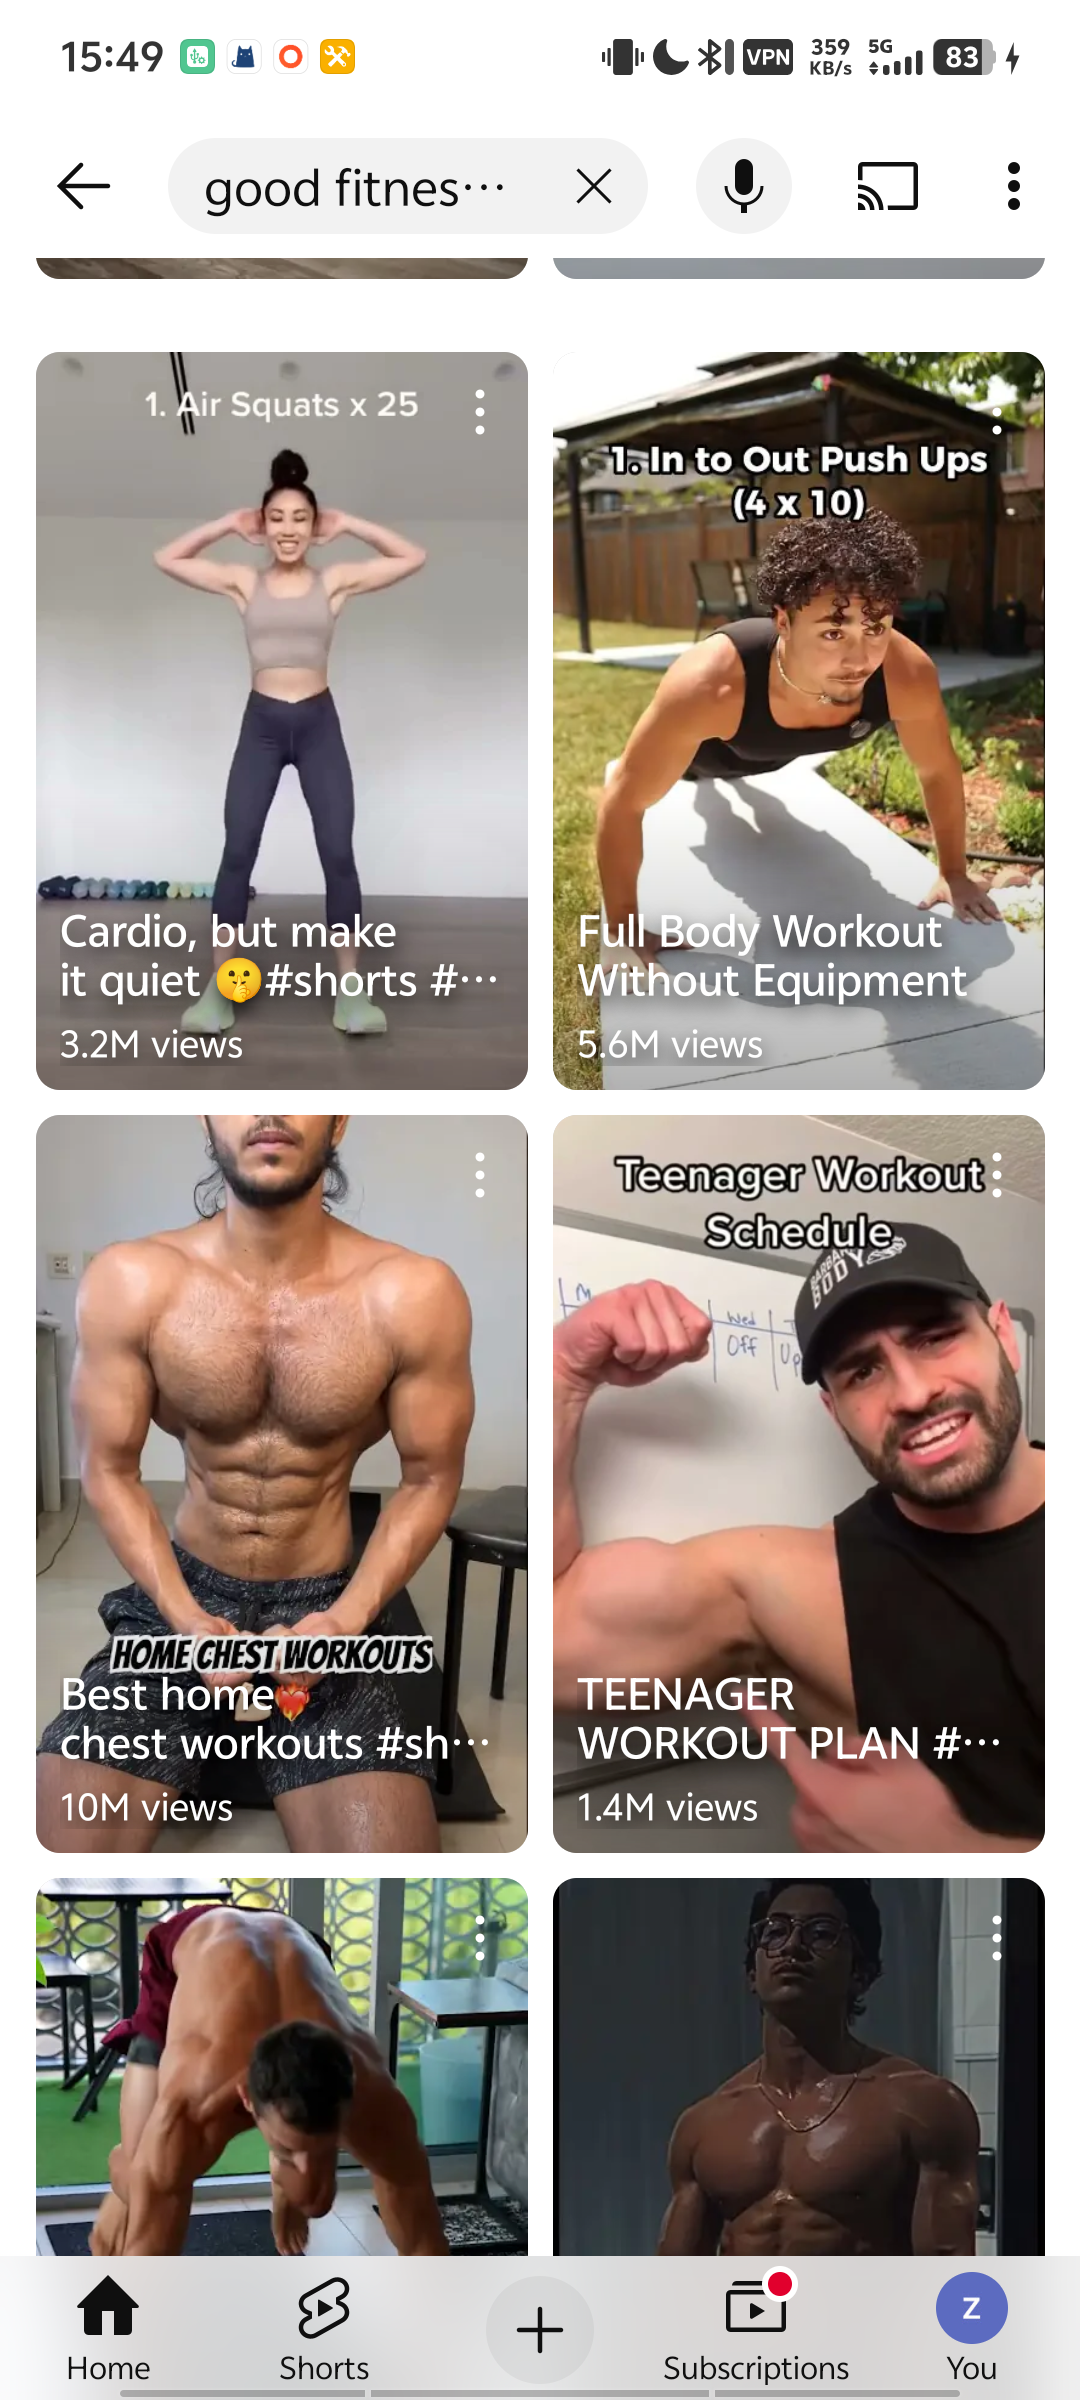 15:49
VPN
359
KB/s
5G
83
good fitnes…
1. Air Squats x 25
Cardio, but make
it quiet 🤫#shorts #…
3.2M views
1. In to Out Push Ups
(4 x 10)
Full Body Workout
Without Equipment
5.6M views
HOME CHEST WORKOUTS
Best home❤️‍🔥
chest workouts #sh…
10M views
Teenager Workout
Schedule
BARBARIAN
BODY
M
Wed
Off
Up
TEENAGER
WORKOUT PLAN #…
1.4M views
Home
Shorts
Subscriptions
Z
You